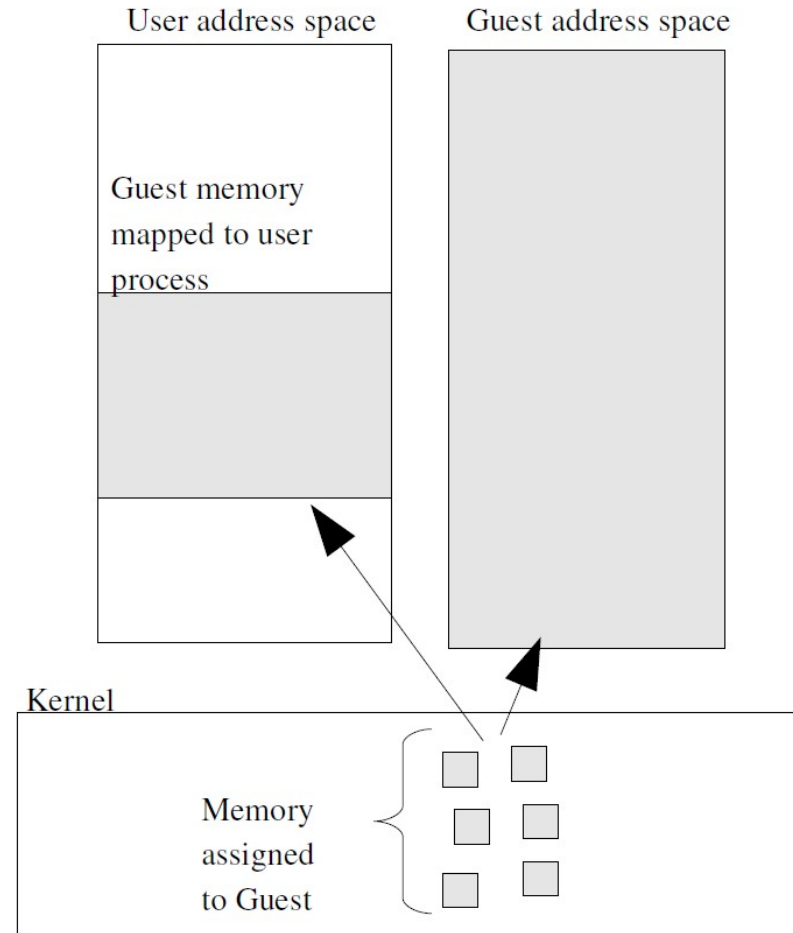 User address space
Guest address space
Guest memory
mapped to user
process
Kernel
Memory
assigned
to Guest